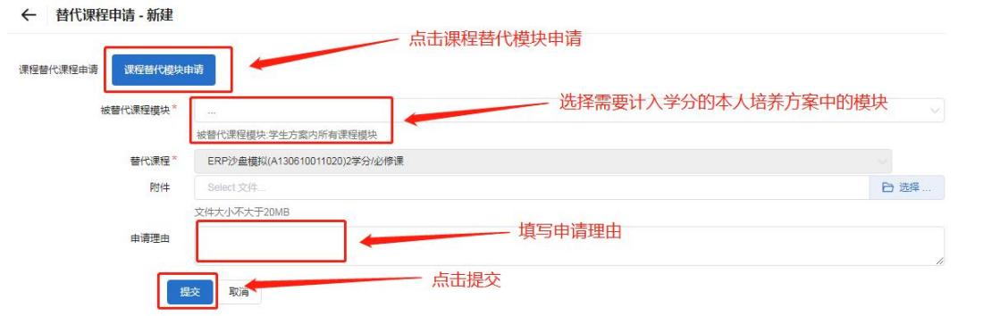 替代课程申请 - 新建
点击课程替代模块申请
课程替代课程申请 课程替代模块申请
选择需要计入学分的本人培养方案中的模块
被替代课程模块* ...
被替代课程模块:学生方案内所有课程模块
替代课程* ERP沙盘模拟(A130610011020)2学分/必修课
附件 Select 文件... 选择 ...
文件大小不大于20MB
申请理由 填写申请理由
点击提交
提交 取消